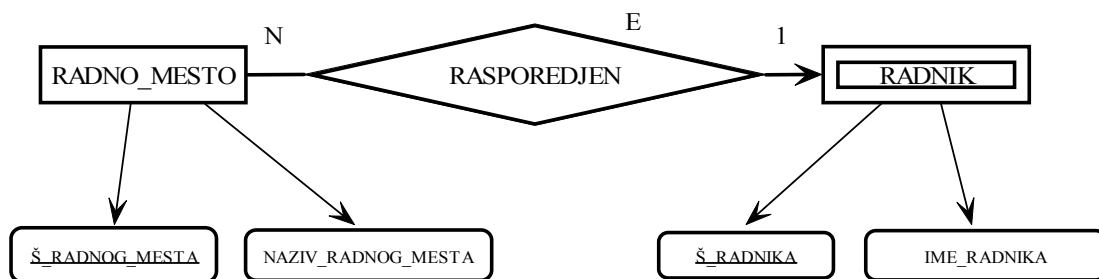 N
E
1
RADNO_MESTO
RASPOREDJEN
RADNIK
Š_RADNOG_MESTA
NAZIV_RADNOG_MESTA
Š_RADNIKA
IME_RADNIKA